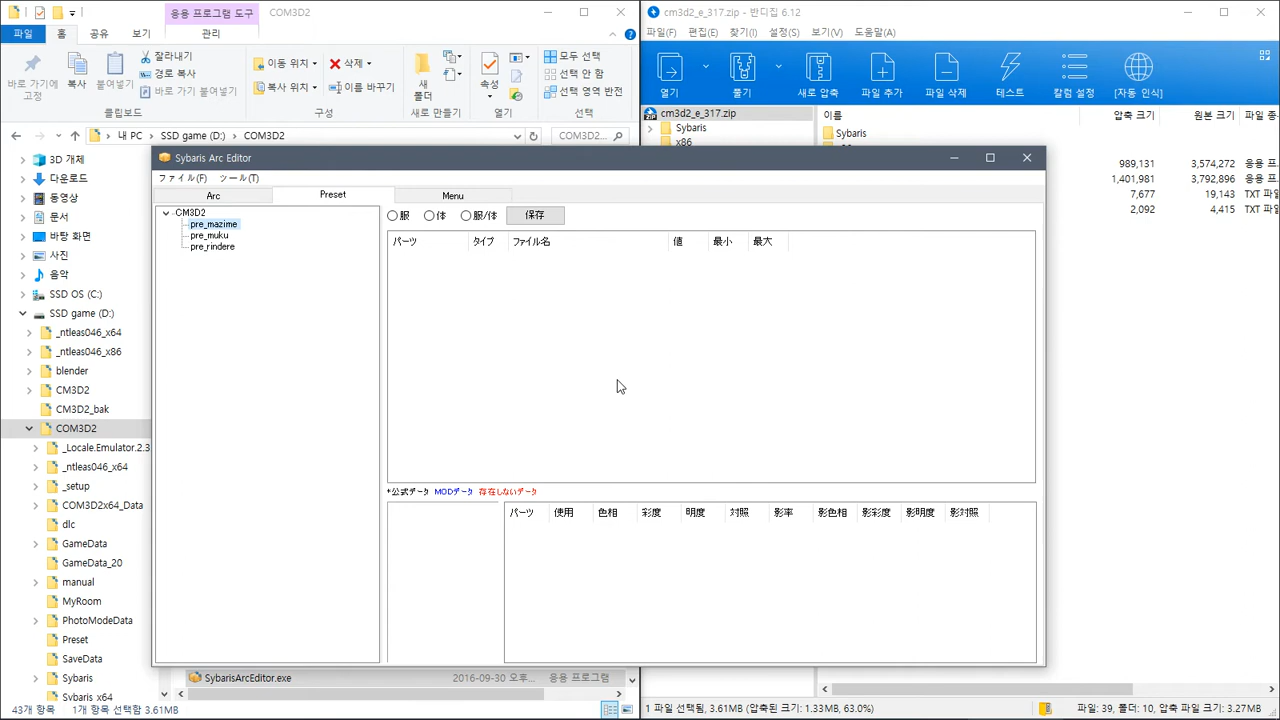 응용 프로그램 도구
COM3D2
파일
홈
공유
보기
관리
바로 가기에 고정
복사
붙여넣기
잘라내기
경로 복사
바로 가기 붙여넣기
클립보드
이동 위치
복사 위치
삭제
이름 바꾸기
구성
새 폴더
새로 만들기
속성
열기
모두 선택
선택 안 함
선택 영역 반전
선택
내 PC
SSD game (D:)
COM3D2
COM3D2...
3D 개체
다운로드
동영상
문서
바탕 화면
사진
음악
SSD OS (C:)
SSD game (D:)
_ntleas046_x64
_ntleas046_x86
blender
CM3D2
CM3D2_bak
COM3D2
_Locale.Emulator.2.3
_ntleas046_x64
_setup
COM3D2x64_Data
dlc
GameData
GameData_20
manual
MyRoom
PhotoModeData
Preset
SaveData
Sybaris
Sybaris_x64
SybarisArcEditor.exe
2016-09-30 오후...
응용 프로그램
43개 항목
1개 항목 선택함 3.61MB
cm3d2_e_317.zip - 반디집 6.12
파일(F)
편집(E)
찾기(I)
설정(S)
보기(V)
도움말(A)
열기
풀기
새로 압축
파일 추가
파일 삭제
테스트
칼럼 설정
[자동 인식]
cm3d2_e_317.zip
Sybaris
x86
이름
압축 크기
원본 크기
파일 종
Sybaris
989,131
3,574,272
응용 프
1,401,981
3,792,896
응용 프
7,677
19,143
TXT 파일
2,092
4,415
TXT 파일
1 파일 선택됨, 3.61MB (압축된 크기: 1.33MB, 63.0%)
파일: 39, 폴더: 10, 압축 파일 크기: 3.27MB
Sybaris Arc Editor
ファイル(F)
ツール(T)
Arc
Preset
Menu
CM3D2
pre_mazime
pre_muku
pre_rindere
服
体
服/体
保存
パーツ
タイプ
ファイル名
値
最小
最大
*公式データ
MODデータ
存在しないデータ
パーツ
使用
色相
彩度
明度
対照
影率
影色相
影彩度
影明度
影対照